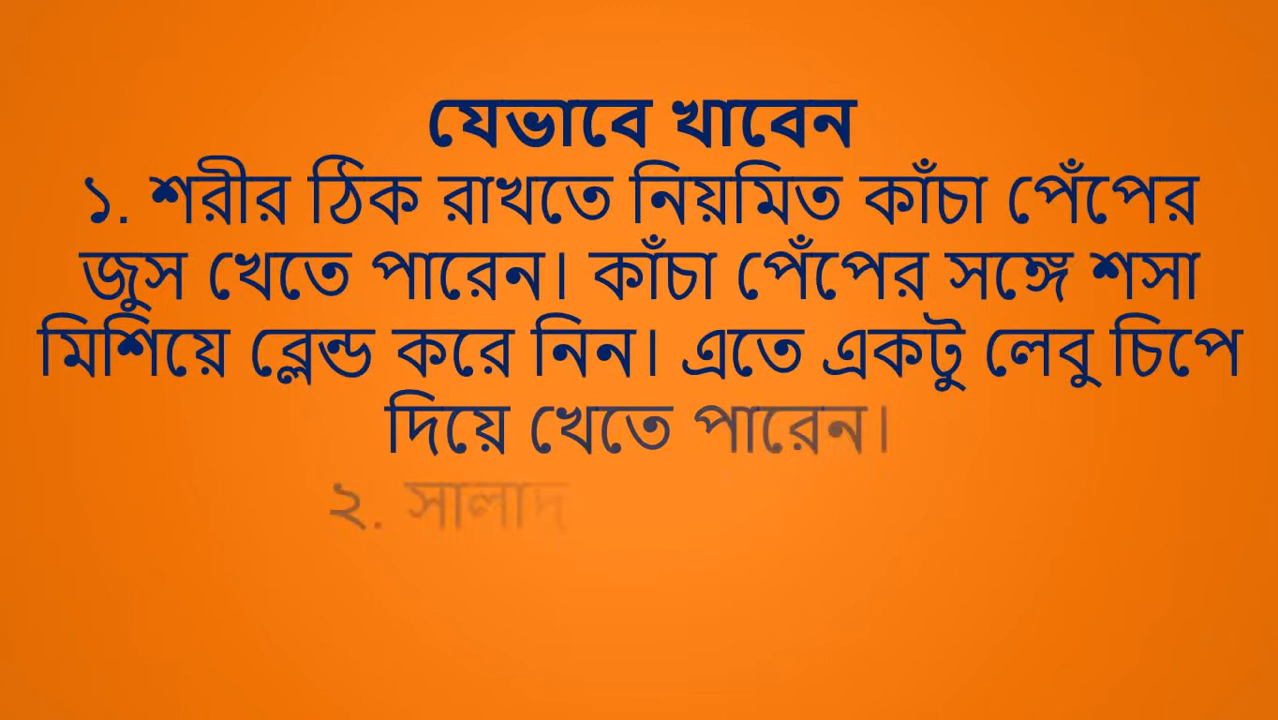 যেভাবে খাবেন
১. শরীর ঠিক রাখতে নিয়মিত কাঁচা পেঁপের
জুস খেতে পারেন। কাঁচা পেঁপের সঙ্গে শসা
মিশিয়ে ব্লেন্ড করে নিন। এতে একটু লেবু চিপে
দিয়ে খেতে পারেন।
২. সালাদ